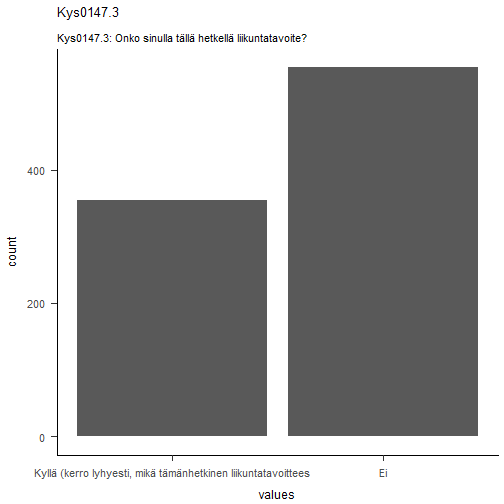 Kys0147.3
Kys0147.3: Onko sinulla tällä hetkellä liikuntatavoite?
400
200
0
count
Kyllä (kerro lyhyesti, mikä tämänhetkinen liikuntatavoittees
Ei
values